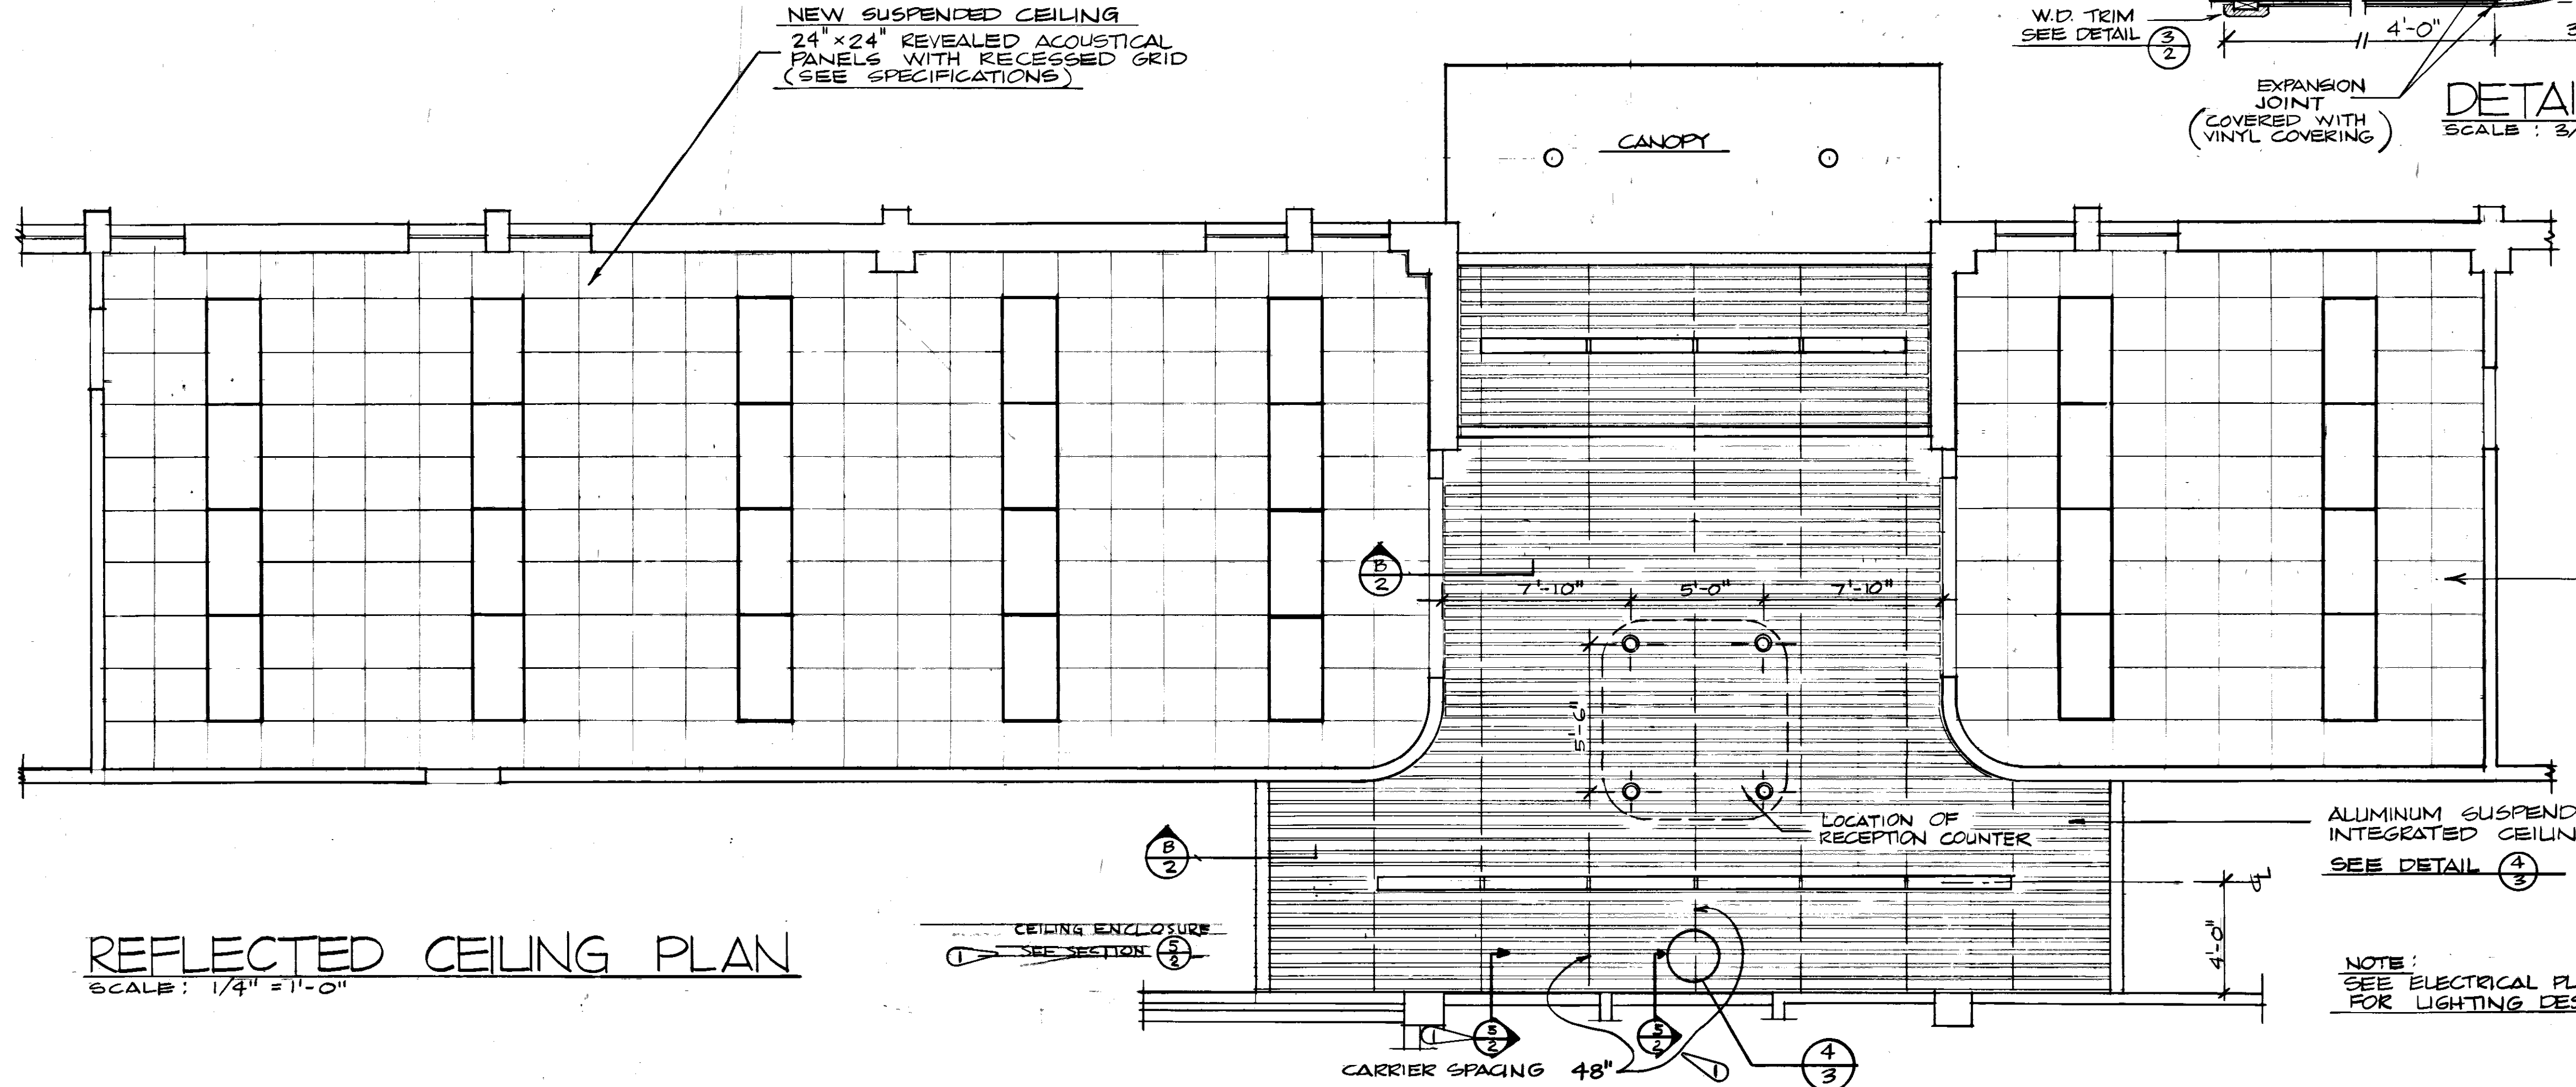 NEW SUSPENDED CEILING
24"×24" REVEALED ACOUSTICAL
PANELS WITH RECESSED GRID
(SEE SPECIFICATIONS)
W.D. TRIM
SEE DETAIL 3/2
4'-0"
EXPANSION
JOINT
(COVERED WITH
VINYL COVERING)
DETAI
SCALE : 3/
CANOPY
B/2
7'-10" 5'-0" 7'-10"
5'-6"
LOCATION OF
RECEPTION COUNTER
B/2
ALUMINUM SUSPEND
INTEGRATED CEILIN
SEE DETAIL 4/3
4'-0"
CEILING ENCLOSURE
1 SEE SECTION 5/2
REFLECTED CEILING PLAN
SCALE: 1/4" = 1'-0"
NOTE:
SEE ELECTRICAL PL
FOR LIGHTING DES
1 5/2
5/2
CARRIER SPACING 48" 1
4/3